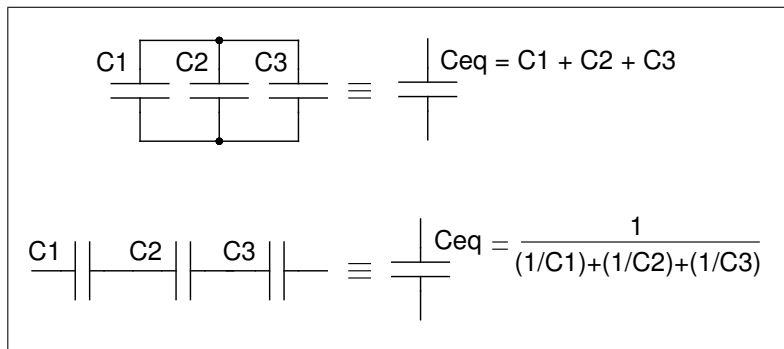 C1 C2 C3 ≡ Ceq = C1 + C2 + C3
C1 C2 C3 ≡ Ceq = 1
(1/C1)+(1/C2)+(1/C3)